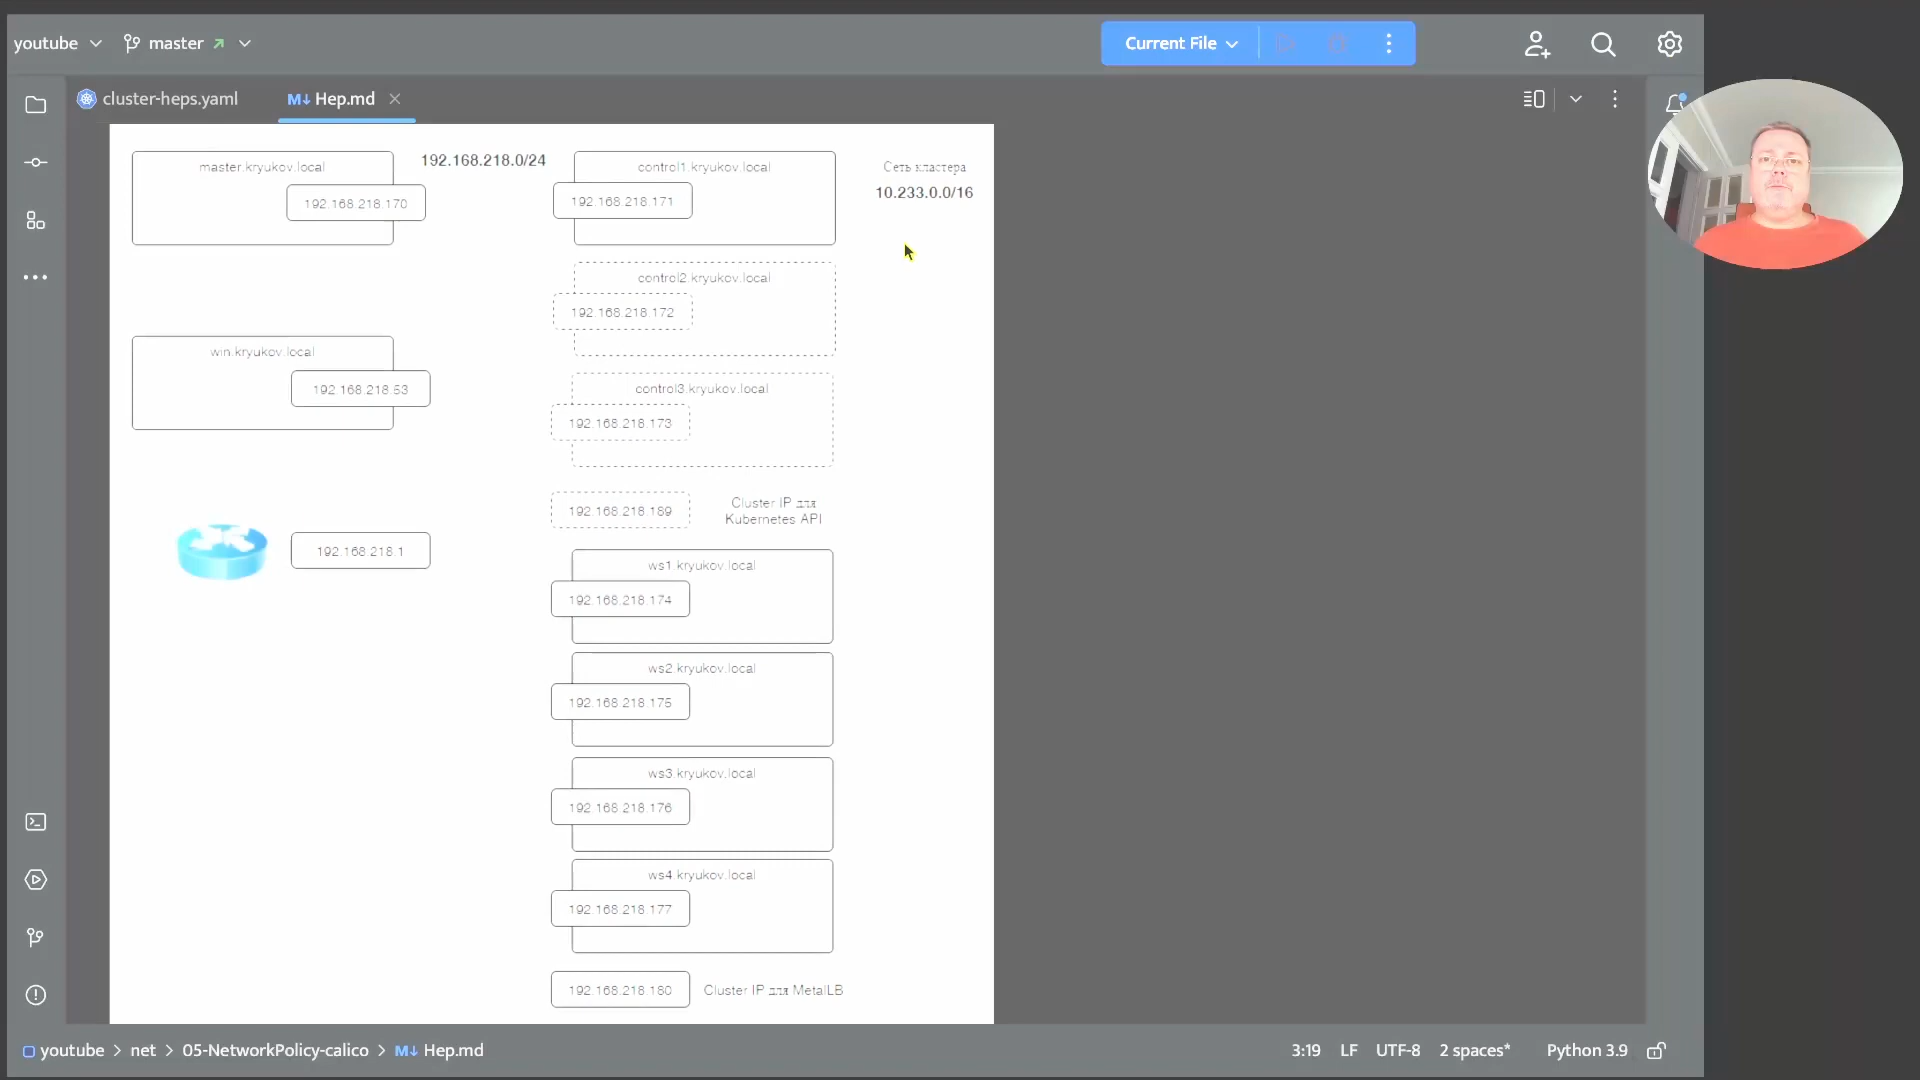 youtube
master
Current File
cluster-heps.yaml
M↓ Hep.md
master.kryukov.local
192.168.218.170
192.168.218.0/24
control1.kryukov.local
192.168.218.171
Сеть кластера
10.233.0.0/16
control2.kryukov.local
192.168.218.172
win.kryukov.local
192.168.218.53
control3.kryukov.local
192.168.218.173
192.168.218.189
Cluster IP для
Kubernetes API
192.168.218.1
ws1.kryukov.local
192.168.218.174
ws2.kryukov.local
192.168.218.175
ws3.kryukov.local
192.168.218.176
ws4.kryukov.local
192.168.218.177
192.168.218.180
Cluster IP для MetalLB
youtube > net > 05-NetworkPolicy-calico > M↓ Hep.md
3:19 LF UTF-8 2 spaces* Python 3.9